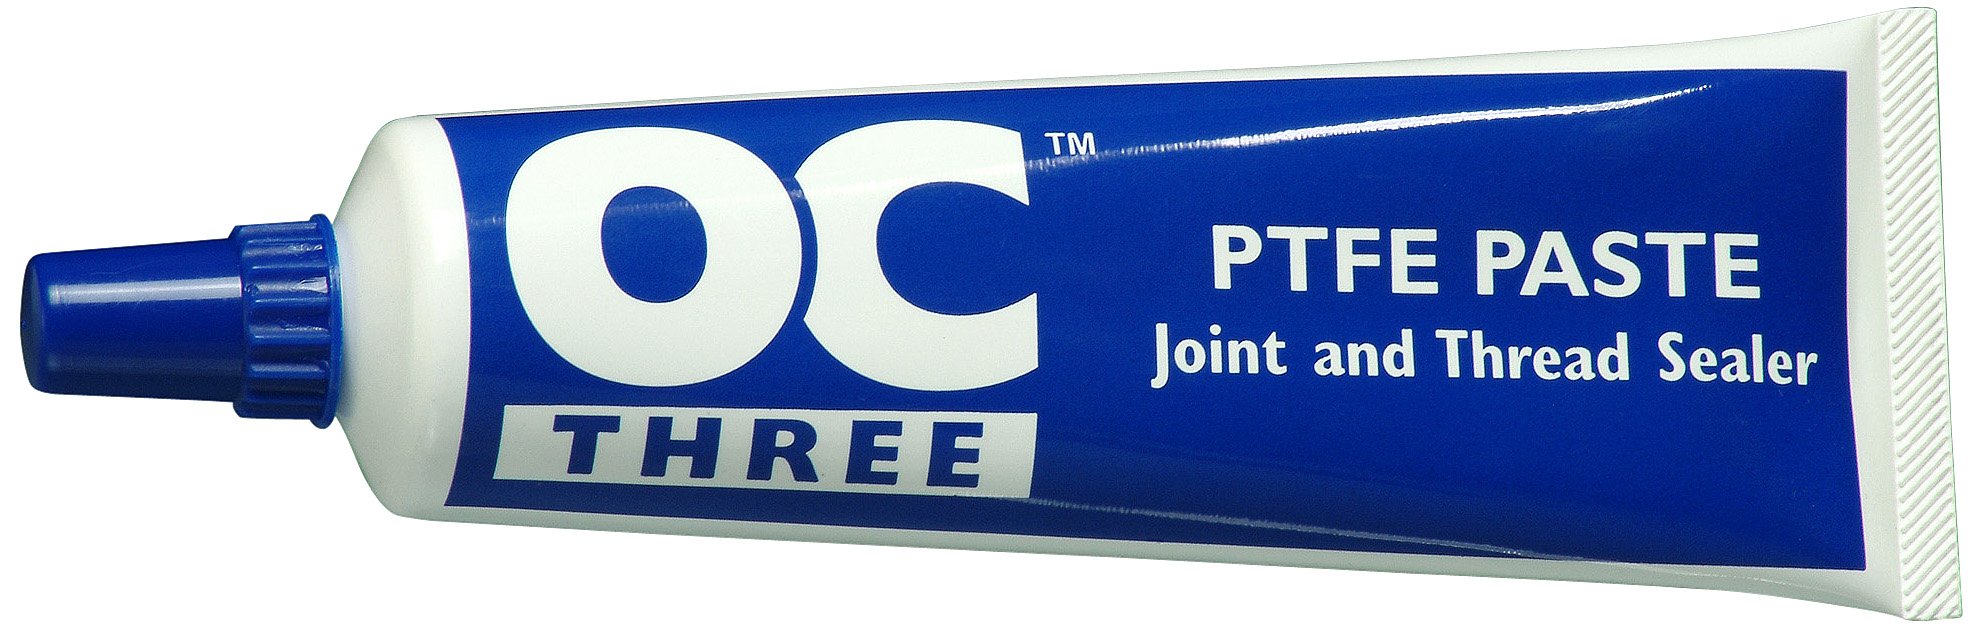 OC™
THREE
PTFE PASTE
Joint and Thread Sealer